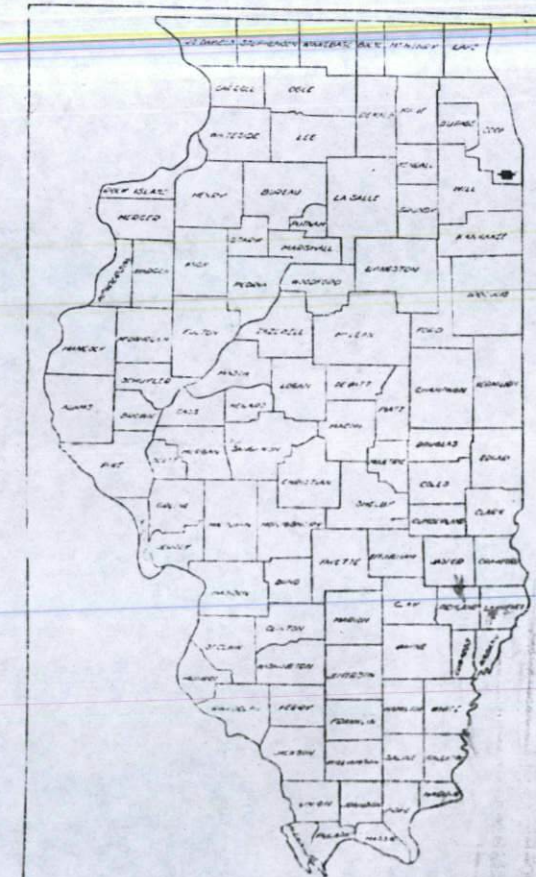 STEPHENSON WINNEBAGO BOONE McHENRY LAKE
CARROLL OGLE
DEKALB KANE DUPAGE COOK
WHITESIDE LEE
KENDALL WILL
ROCK ISLAND HENRY BUREAU LA SALLE
MERCER PUTNAM GRUNDY
STARK MARSHALL KANKAKEE
HENDERSON WARREN KNOX PEORIA WOODFORD LIVINGSTON IROQUOIS
HANCOCK McDONOUGH FULTON TAZEWELL McLEAN FORD
SCHUYLER MASON LOGAN DE WITT CHAMPAIGN VERMILION
ADAMS BROWN CASS MENARD PIATT
MACON
PIKE SCOTT MORGAN SANGAMON DOUGLAS EDGAR
CHRISTIAN MOULTRIE COLES
GREENE SHELBY CLARK
MACOUPIN MONTGOMERY CUMBERLAND
JERSEY FAYETTE EFFINGHAM JASPER CRAWFORD
MADISON BOND
CLAY RICHLAND LAWRENCE
MARION
CLINTON
ST CLAIR WAYNE EDWARDS WABASH
WASHINGTON
MONROE JEFFERSON
RANDOLPH PERRY HAMILTON WHITE
FRANKLIN
JACKSON WILLIAMSON SALINE GALLATIN
UNION JOHNSON POPE HARDIN
PULASKI MASSAC